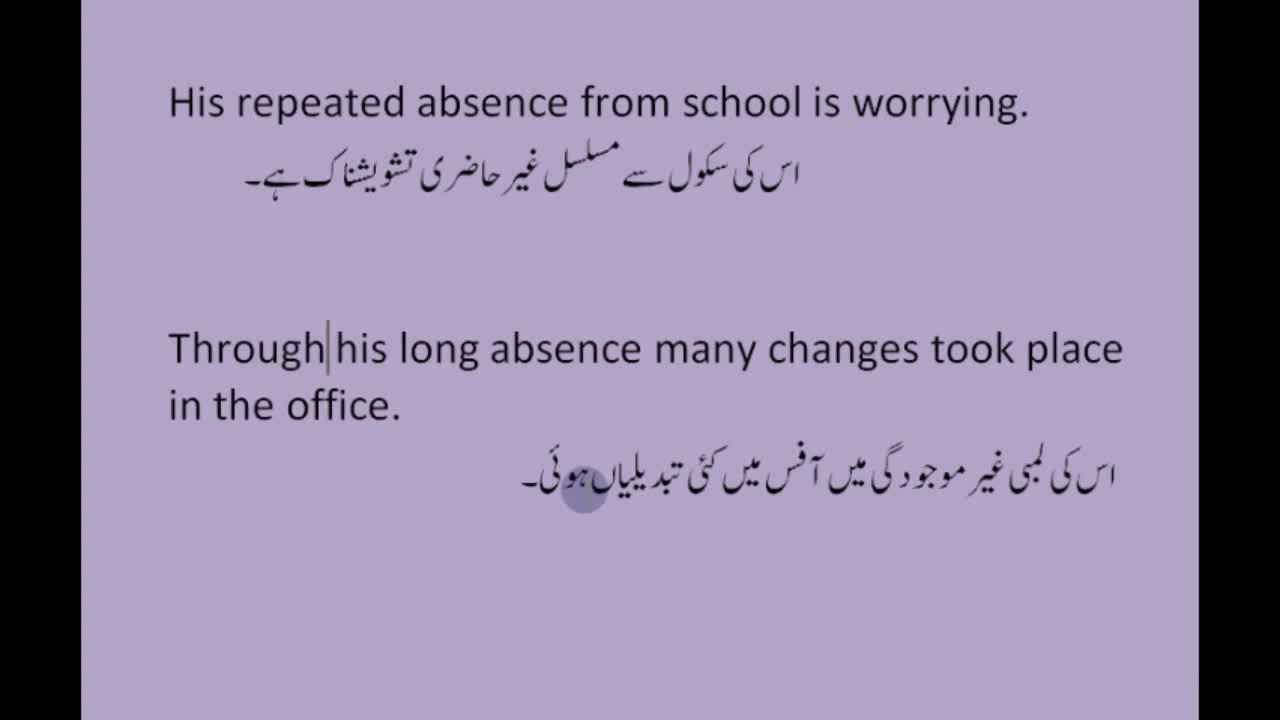 His repeated absence from school is worrying.
اس کی سکول سے مسلسل غیر حاضری تشویشناک ہے۔
Through his long absence many changes took place
in the office.
اس کی لمبی غیر موجودگی میں آفس میں کئی تبدیلیاں ہوئی۔